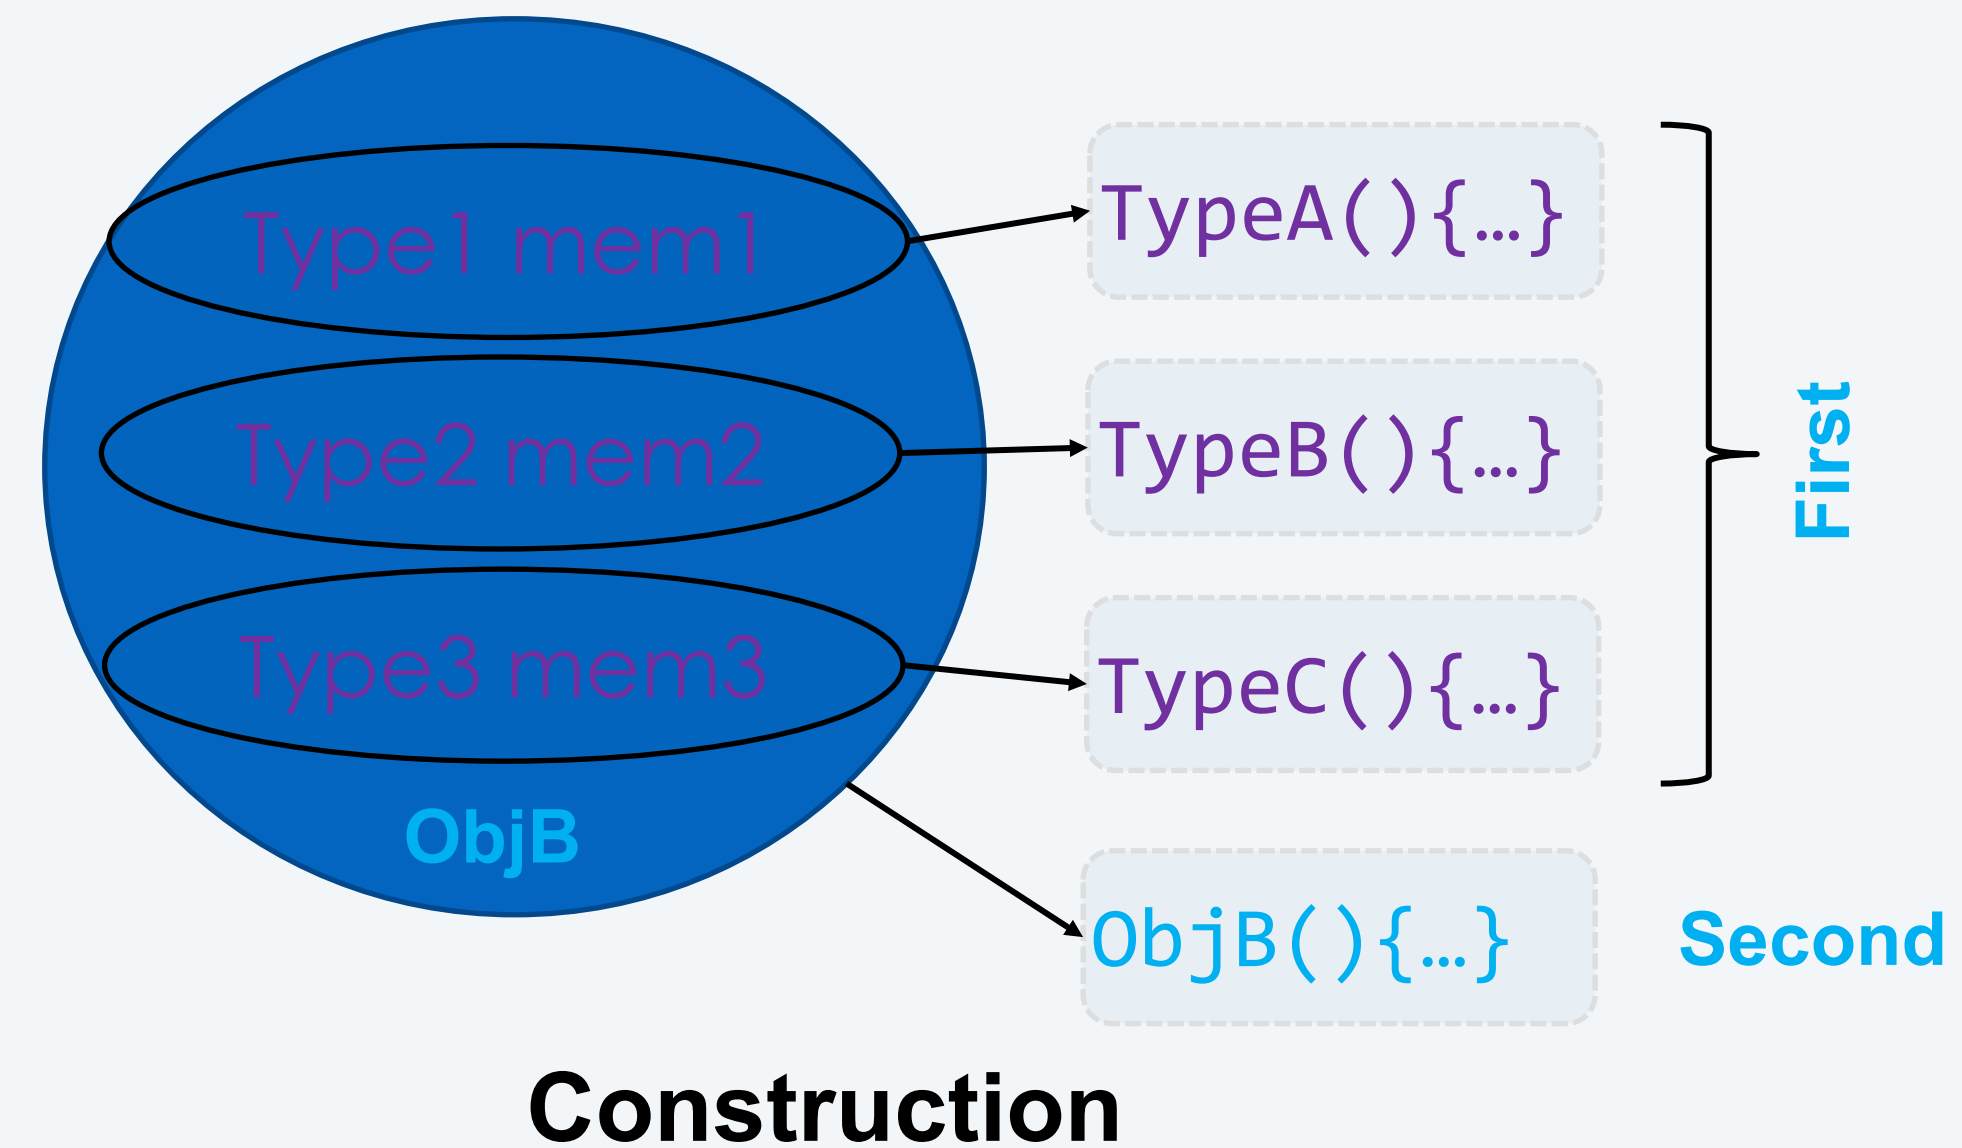 Type1 mem1
TypeA(){…}
Type2 mem2
TypeB(){…}
First
Type3 mem3
TypeC(){…}
ObjB
ObjB(){…}
Second
Construction